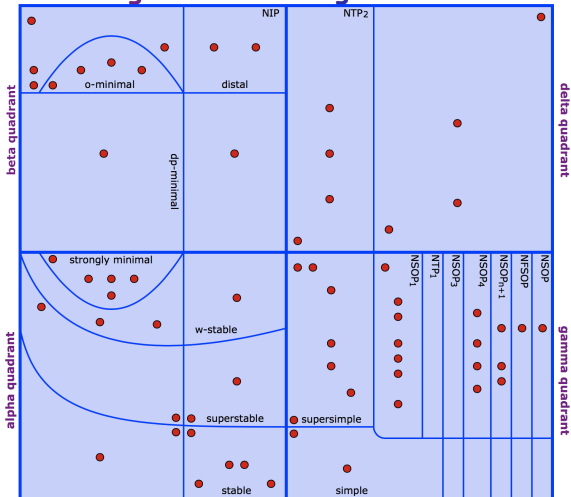 NIP
NTP2
o-minimal
distal
dp-minimal
beta quadrant
delta quadrant
strongly minimal
w-stable
superstable
supersimple
stable
simple
NSOP1
NTP1
NSOP3
NSOP4
NSOPn+1
NFSOP
NSOP
alpha quadrant
gamma quadrant